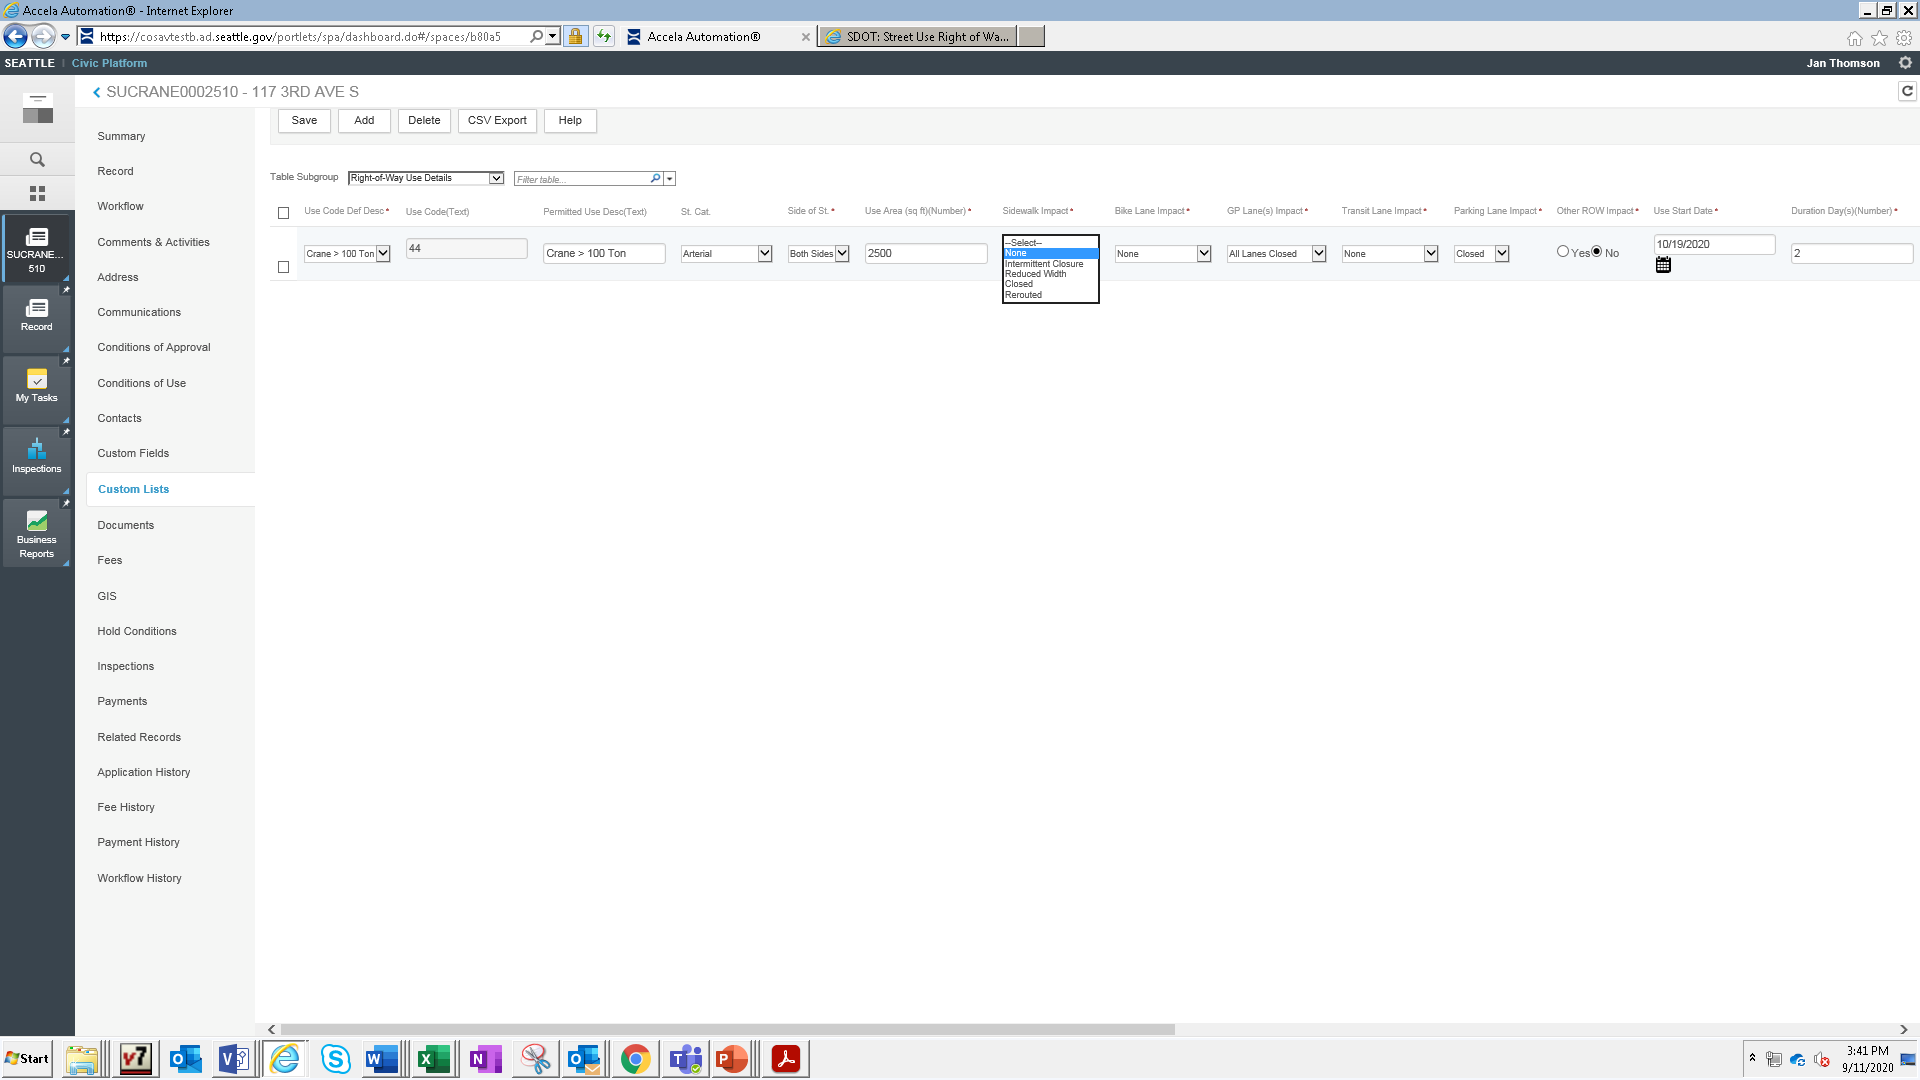 Accela Automation® - Internet Explorer
https://cosavtestb.ad.seattle.gov/portlets/spa/dashboard.do#/spaces/b80a5
Accela Automation®
SDOT: Street Use Right of Wa...
SEATTLE
Civic Platform
Jan Thomson
SUCRANE0002510 - 117 3RD AVE S
SUCRANE...
510
Record
My Tasks
Inspections
Business
Reports
Summary
Record
Workflow
Comments & Activities
Address
Communications
Conditions of Approval
Conditions of Use
Contacts
Custom Fields
Custom Lists
Documents
Fees
GIS
Hold Conditions
Inspections
Payments
Related Records
Application History
Fee History
Payment History
Workflow History
Save Add Delete CSV Export Help
Table Subgroup Right-of-Way Use Details Filter table...
Use Code Def Desc* Use Code(Text) Permitted Use Desc(Text) St. Cat. Side of St.* Use Area (sq ft)(Number)* Sidewalk Impact* Bike Lane Impact* GP Lane(s) Impact* Transit Lane Impact* Parking Lane Impact* Other ROW Impact* Use Start Date* Duration Day(s)(Number)*
Crane > 100 Ton 44 Crane > 100 Ton Arterial Both Sides 2500
--Select--
None
Intermittent Closure
Reduced Width
Closed
Rerouted
None All Lanes Closed None Closed Yes No 10/19/2020 2
Start
v7
3:41 PM
9/11/2020